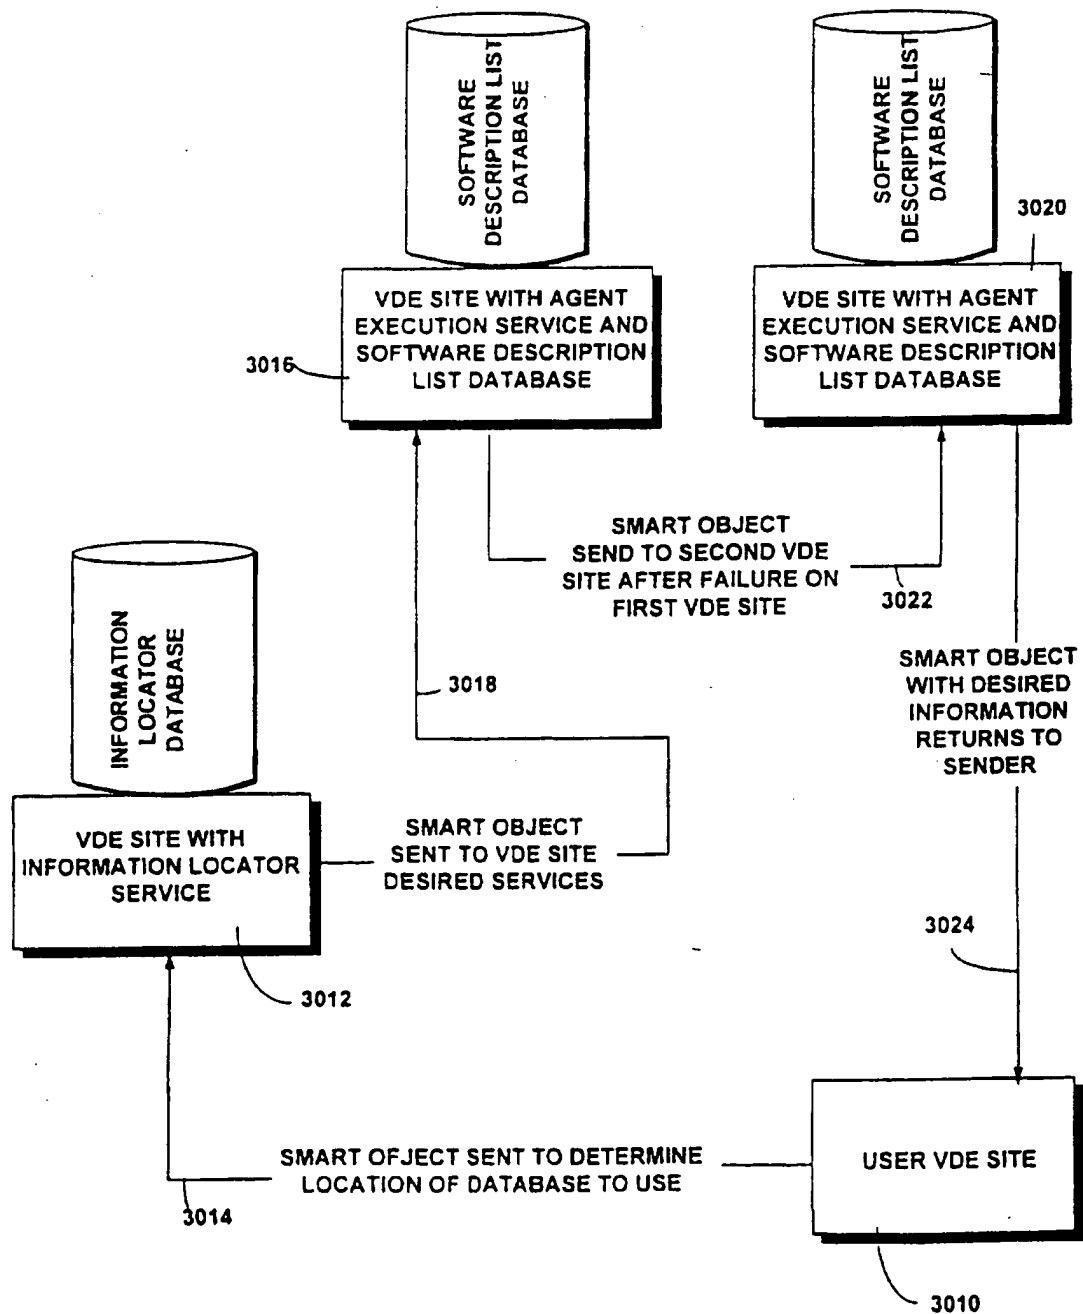 SOFTWARE
DESCRIPTION LIST
DATABASE
SOFTWARE
DESCRIPTION LIST
DATABASE
3020
VDE SITE WITH AGENT
EXECUTION SERVICE AND
SOFTWARE DESCRIPTION
LIST DATABASE
3016
VDE SITE WITH AGENT
EXECUTION SERVICE AND
SOFTWARE DESCRIPTION
LIST DATABASE
SMART OBJECT
SEND TO SECOND VDE
SITE AFTER FAILURE ON
FIRST VDE SITE
3022
INFORMATION
LOCATOR
DATABASE
3018
SMART OBJECT
WITH DESIRED
INFORMATION
RETURNS TO
SENDER
VDE SITE WITH
INFORMATION LOCATOR
SERVICE
SMART OBJECT
SENT TO VDE SITE
DESIRED SERVICES
3024
3012
SMART OFJECT SENT TO DETERMINE
LOCATION OF DATABASE TO USE
3014
USER VDE SITE
3010